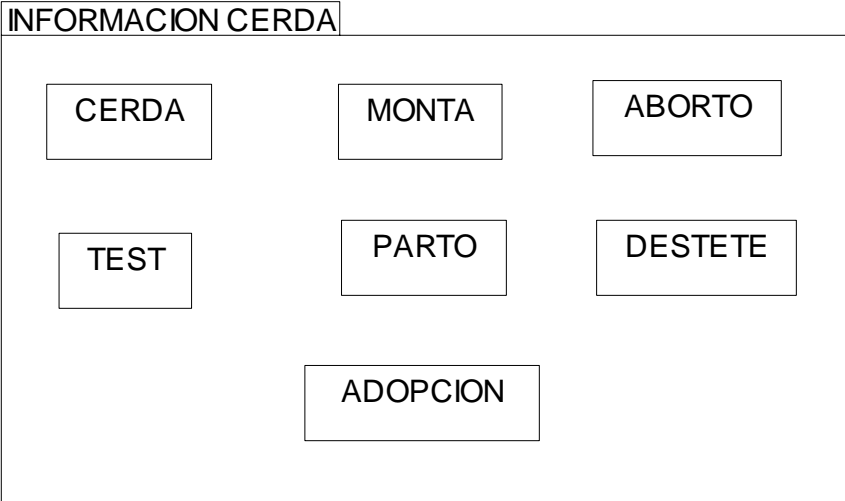 INFORMACION CERDA
CERDA
MONTA
ABORTO
TEST
PARTO
DESTETE
ADOPCION